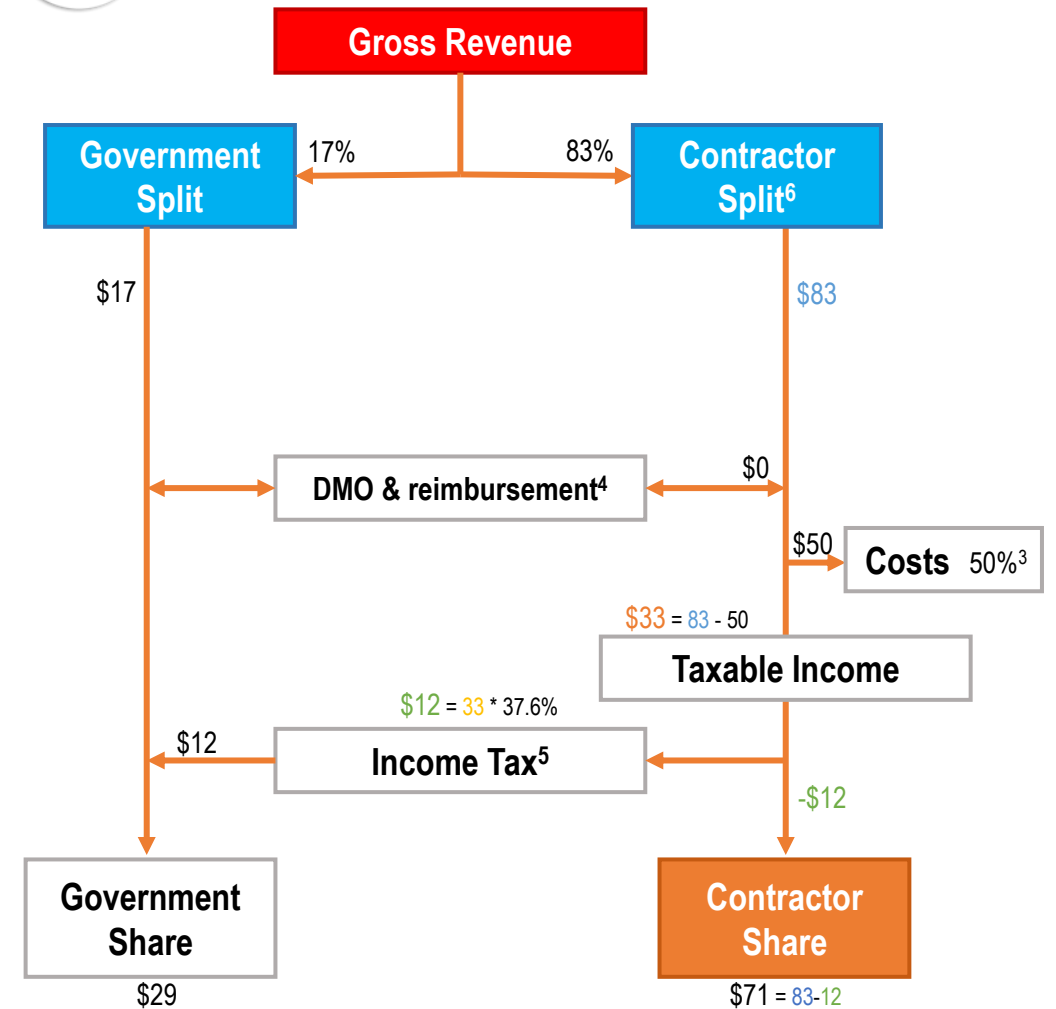 Gross Revenue
Government
Split
17%
83%
Contractor
Split⁶
$17
$83
DMO & reimbursement⁴
$0
$50
Costs 50%³
$33 = 83 - 50
Taxable Income
$12 = 33 * 37.6%
$12
Income Tax⁵
-$12
Government
Share
Contractor
Share
$29
$71 = 83-12